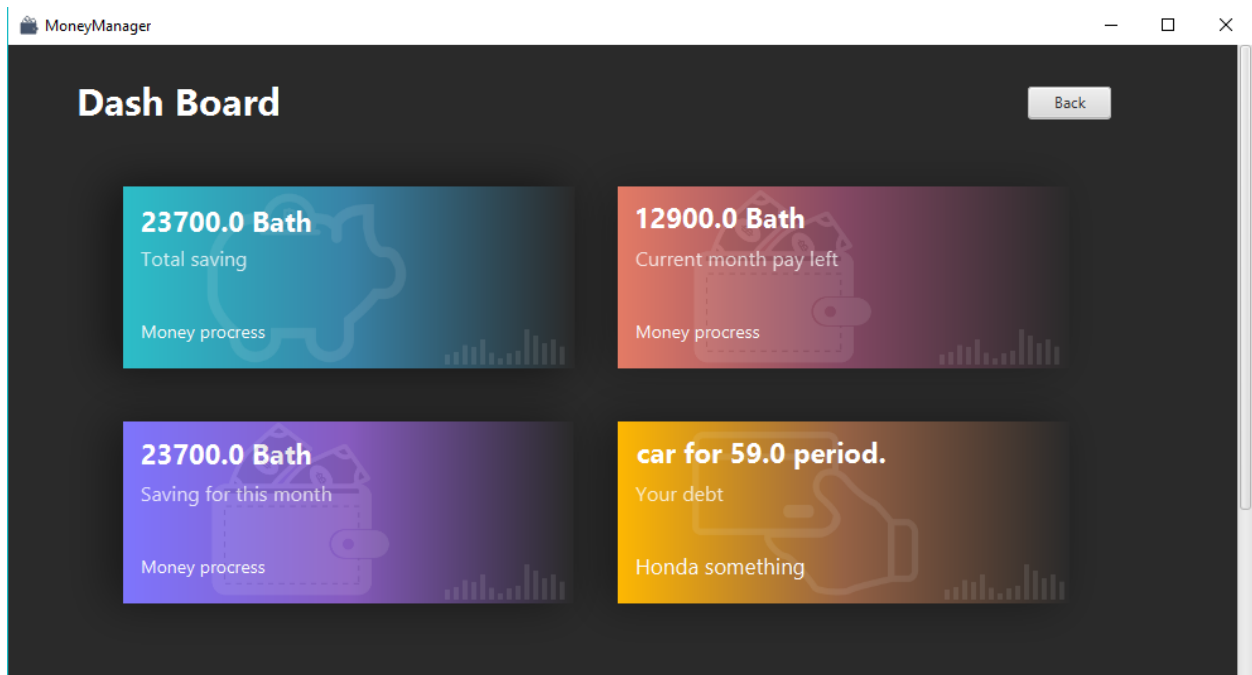 MoneyManager
Dash Board
Back
23700.0 Bath
Total saving
Money procress
12900.0 Bath
Current month pay left
Money procress
23700.0 Bath
Saving for this month
Money procress
car for 59.0 period.
Your debt
Honda something